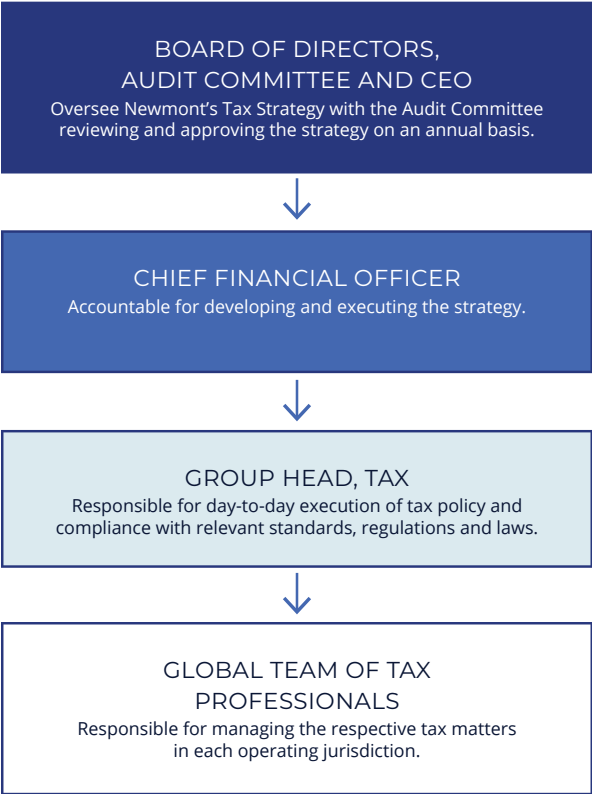 BOARD OF DIRECTORS,
AUDIT COMMITTEE AND CEO
Oversee Newmont’s Tax Strategy with the Audit Committee
reviewing and approving the strategy on an annual basis.
CHIEF FINANCIAL OFFICER
Accountable for developing and executing the strategy.
GROUP HEAD, TAX
Responsible for day-to-day execution of tax policy and
compliance with relevant standards, regulations and laws.
GLOBAL TEAM OF TAX
PROFESSIONALS
Responsible for managing the respective tax matters
in each operating jurisdiction.